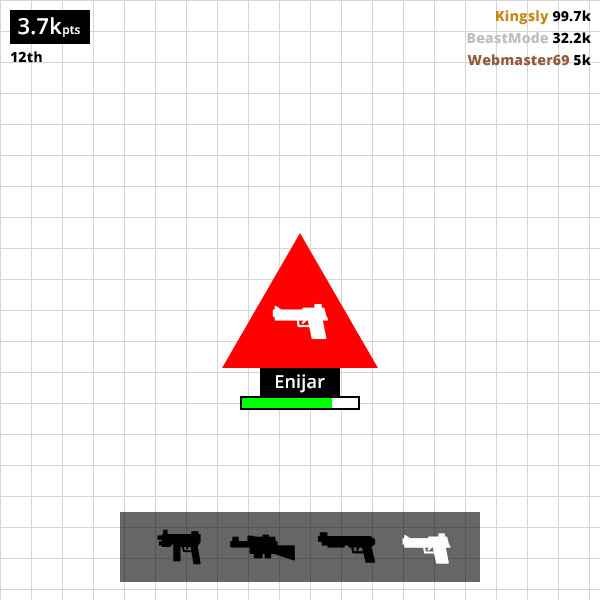 3.7kpts
12th
Kingsly 99.7k
BeastMode 32.2k
Webmaster69 5k
Enijar